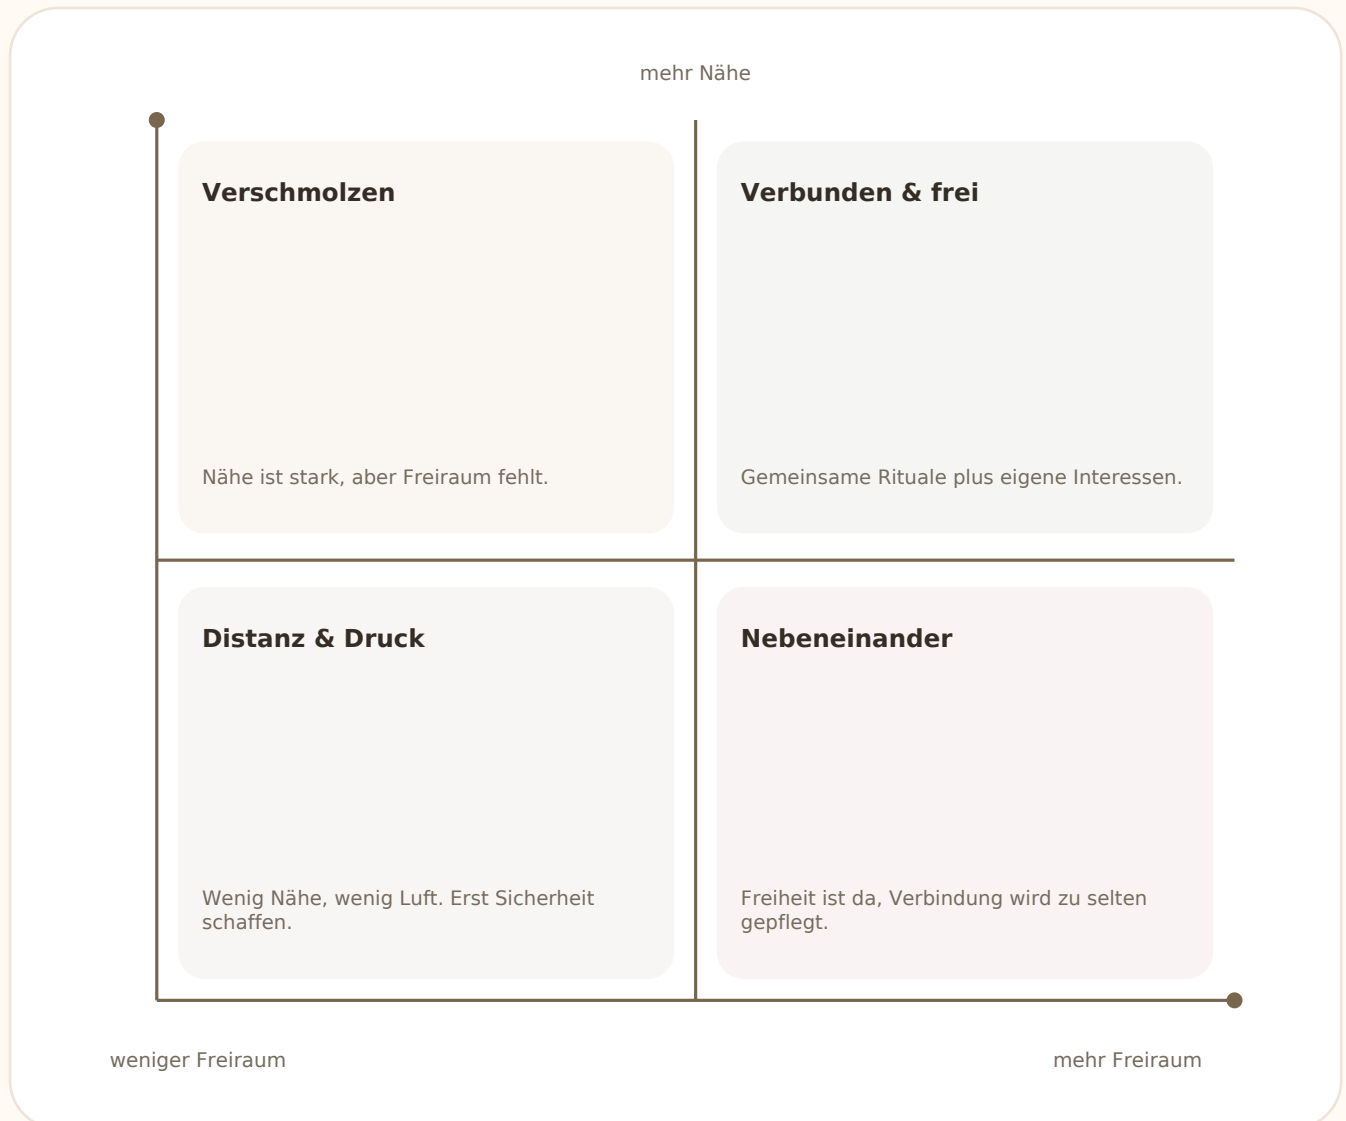 mehr Nähe
Verschmolzen
Verbunden & frei
Nähe ist stark, aber Freiraum fehlt.
Gemeinsame Rituale plus eigene Interessen.
Distanz & Druck
Nebeneinander
Wenig Nähe, wenig Luft. Erst Sicherheit
schaffen.
Freiheit ist da, Verbindung wird zu selten
gepflegt.
weniger Freiraum
mehr Freiraum